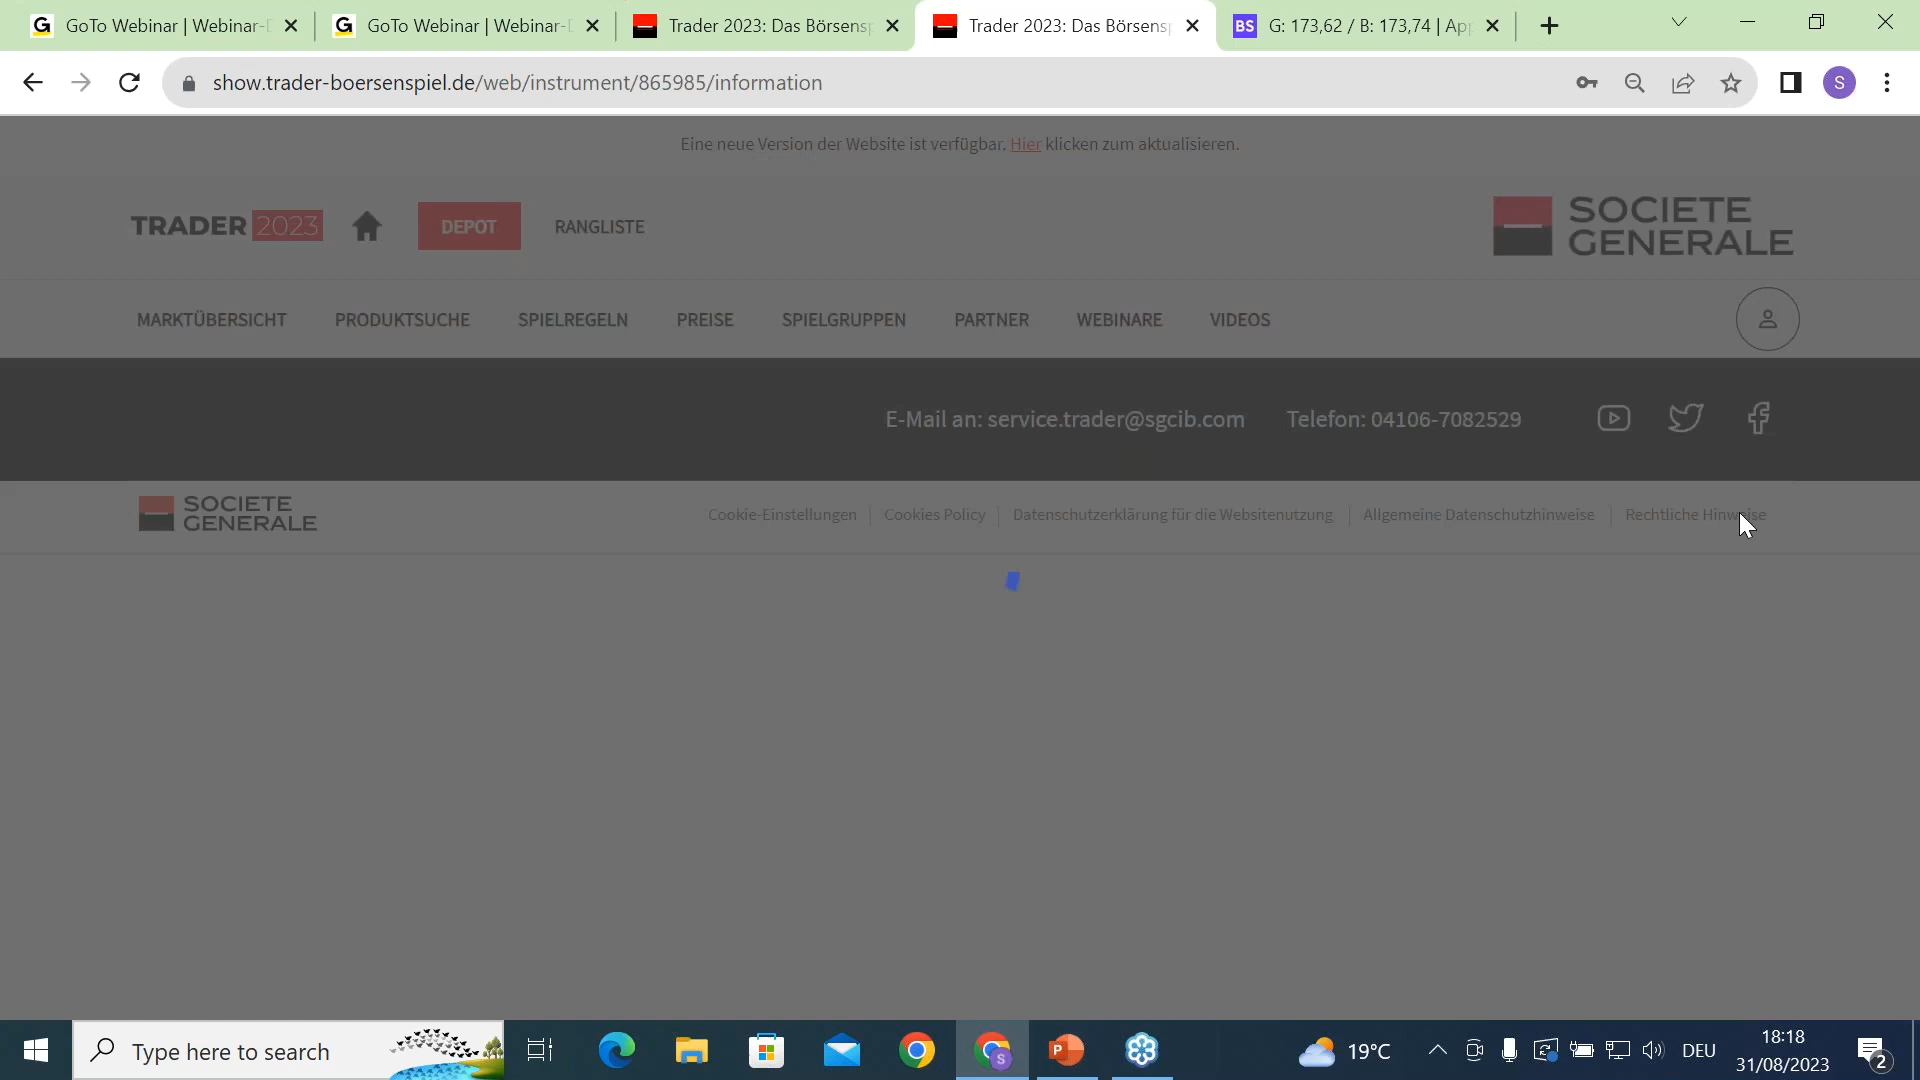 GoTo Webinar | Webinar-
GoTo Webinar | Webinar-
Trader 2023: Das Börsensp
Trader 2023: Das Börsensp
BS G: 173,62 / B: 173,74 | App
show.trader-boersenspiel.de/web/instrument/865985/information
S
Eine neue Version der Website ist verfügbar. Hier klicken zum aktualisieren.
TRADER 2023
DEPOT
RANGLISTE
SOCIETE
GENERALE
MARKTÜBERSICHT PRODUKTSUCHE SPIELREGELN PREISE SPIELGRUPPEN PARTNER WEBINARE VIDEOS
E-Mail an: service.trader@sgcib.com Telefon: 04106-7082529
SOCIETE
GENERALE
Cookie-Einstellungen Cookies Policy Datenschutzerklärung für die Websitenutzung Allgemeine Datenschutzhinweise Rechtliche Hinweise
Type here to search
19°C
DEU
18:18
31/08/2023
2